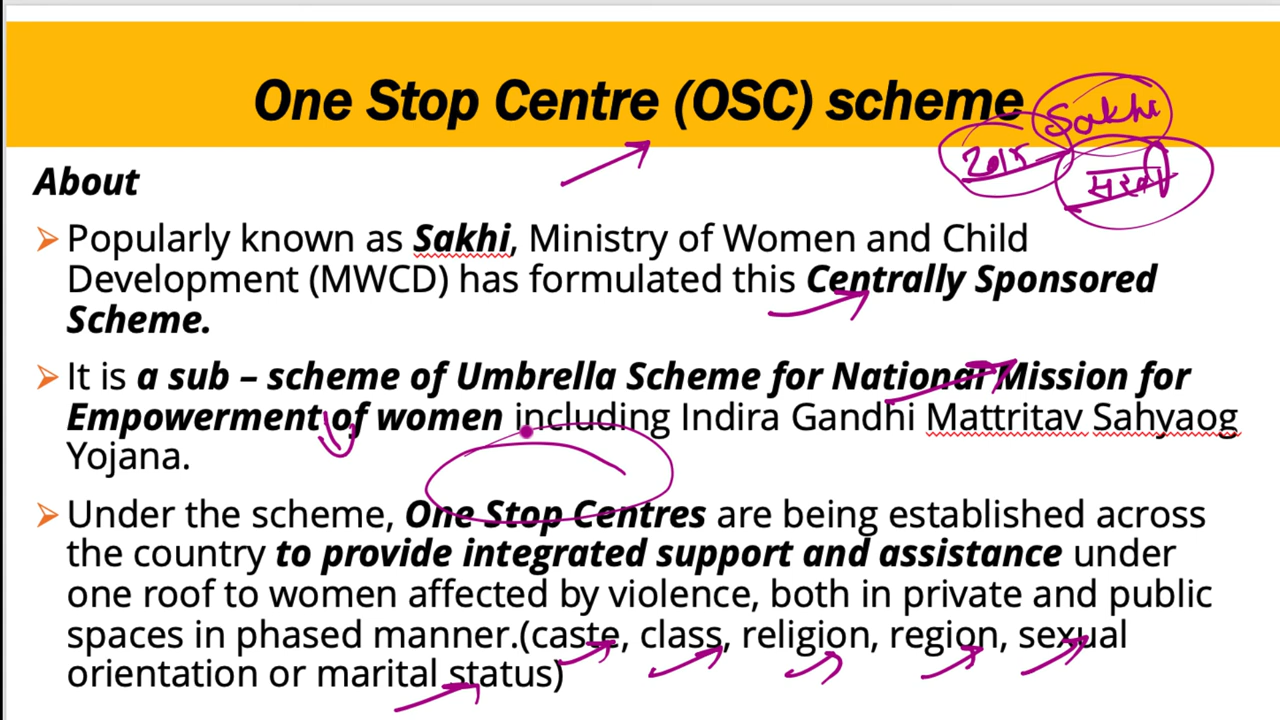 One Stop Centre (OSC) scheme
Sakhi
2015
About
Popularly known as Sakhi, Ministry of Women and Child
Development (MWCD) has formulated this Centrally Sponsored
Scheme.
It is a sub – scheme of Umbrella Scheme for National Mission for
Empowerment of women including Indira Gandhi Mattritav Sahyaog
Yojana.
Under the scheme, One Stop Centres are being established across
the country to provide integrated support and assistance under
one roof to women affected by violence, both in private and public
spaces in phased manner.(caste, class, religion, region, sexual
orientation or marital status)